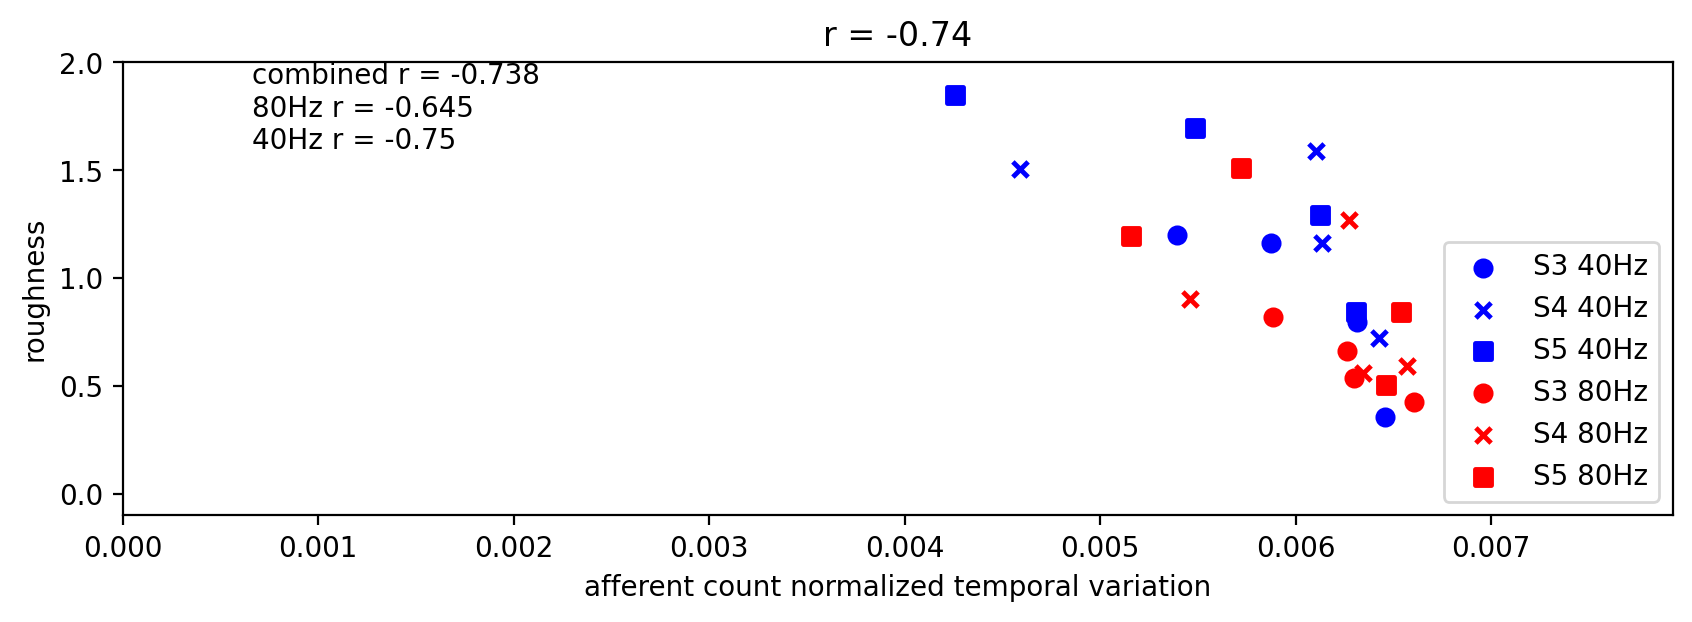 r = -0.74
combined r = -0.738
80Hz r = -0.645
40Hz r = -0.75
2.0
1.5
1.0
0.5
0.0
roughness
S3 40Hz
S4 40Hz
S5 40Hz
S3 80Hz
S4 80Hz
S5 80Hz
0.000 0.001 0.002 0.003 0.004 0.005 0.006 0.007
afferent count normalized temporal variation